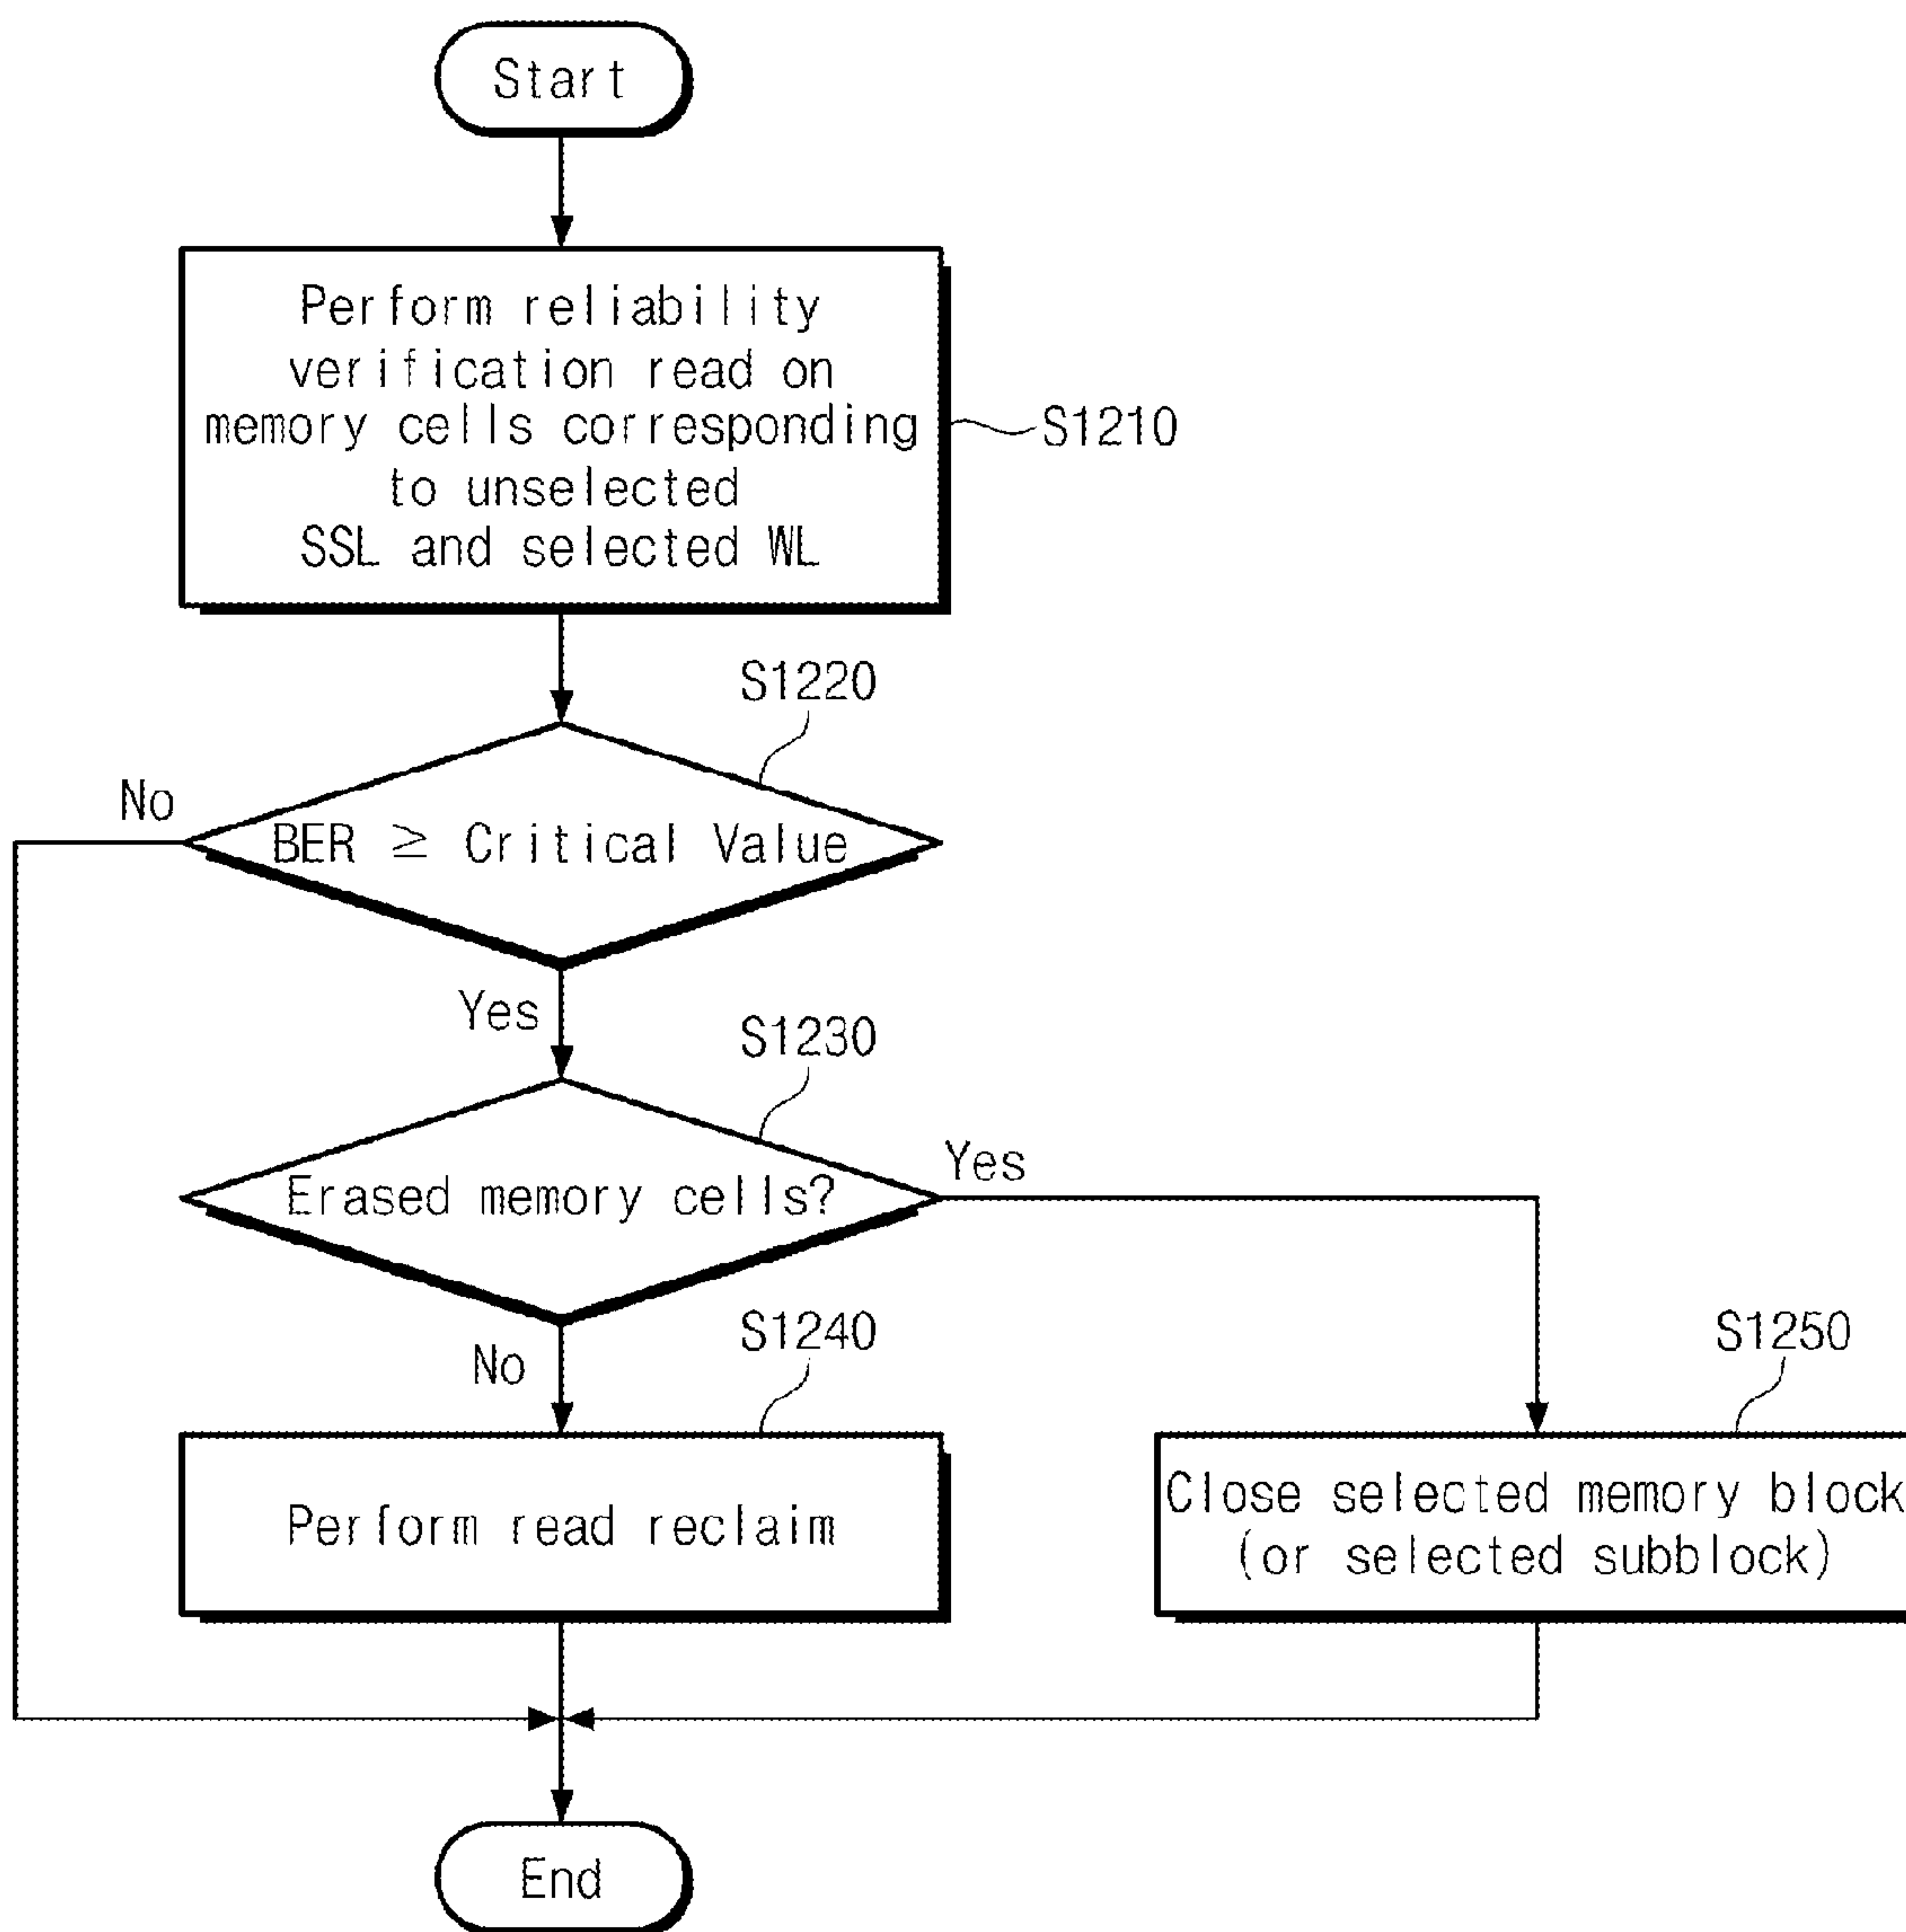 Start
Perform reliability
verification read on
memory cells corresponding
to unselected
SSL and selected WL
S1210
S1220
No
BER ≥ Critical Value
Yes
S1230
Erased memory cells?
Yes
No
S1240
S1250
Perform read reclaim
Close selected memory block
(or selected subblock)
End